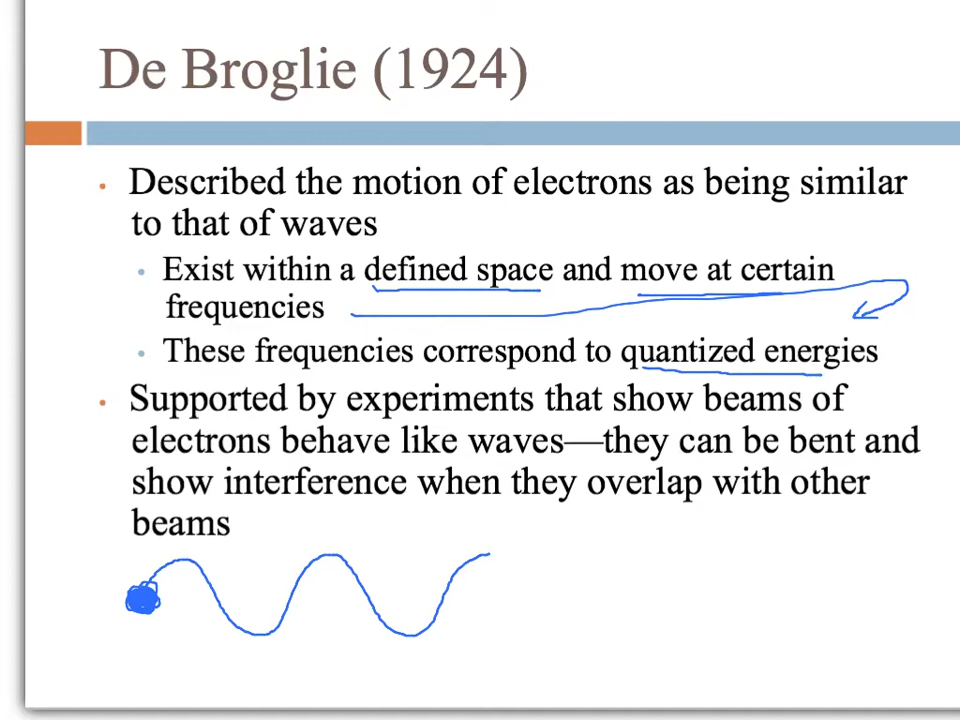 De Broglie (1924)
• Described the motion of electrons as being similar
to that of waves
• Exist within a defined space and move at certain
frequencies
• These frequencies correspond to quantized energies
• Supported by experiments that show beams of
electrons behave like waves—they can be bent and
show interference when they overlap with other
beams